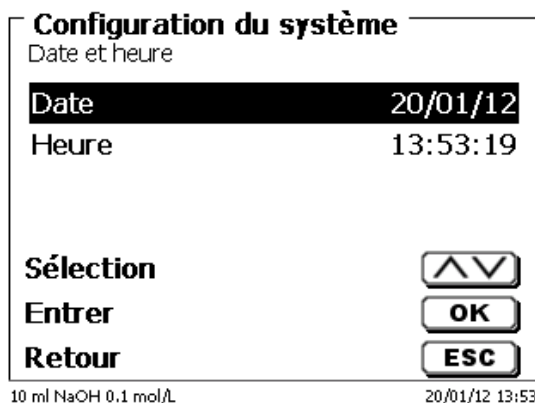 Configuration du système
Date et heure
Date 20/01/12
Heure 13:53:19
Sélection
Entrer OK
Retour ESC
10 ml NaOH 0.1 mol/L 20/01/12 13:53